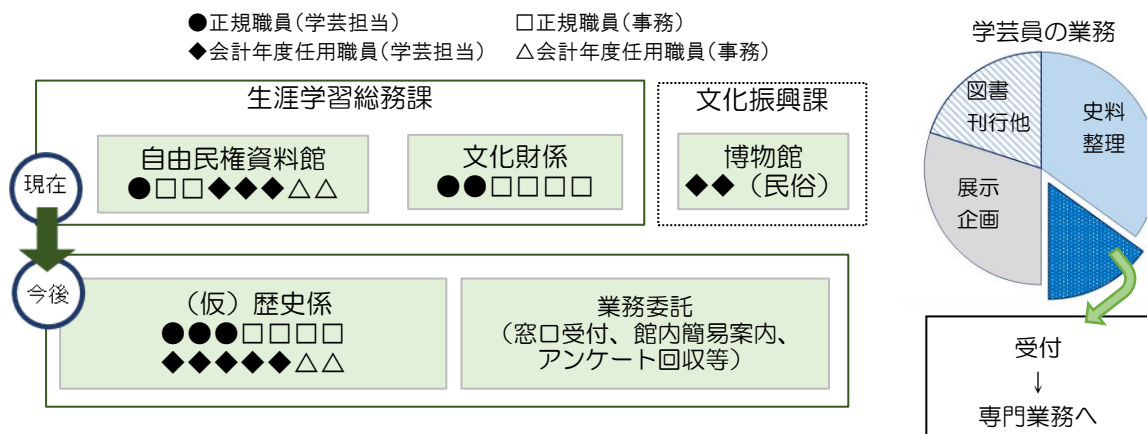 ●正規職員(学芸担当) □正規職員(事務)
◆会計年度任用職員(学芸担当) △会計年度任用職員(事務)
生涯学習総務課
文化振興課
自由民権資料館
●□□◆◆◆△△
文化財係
●●□□□□
博物館
◆◆(民俗)
現在
今後
(仮)歴史係
●●●□□□□
◆◆◆◆◆△△
業務委託
(窓口受付、館内簡易案内、
アンケート回収等)
学芸員の業務
図書
刊行他
史料
整理
展示
企画
受付
↓
専門業務へ